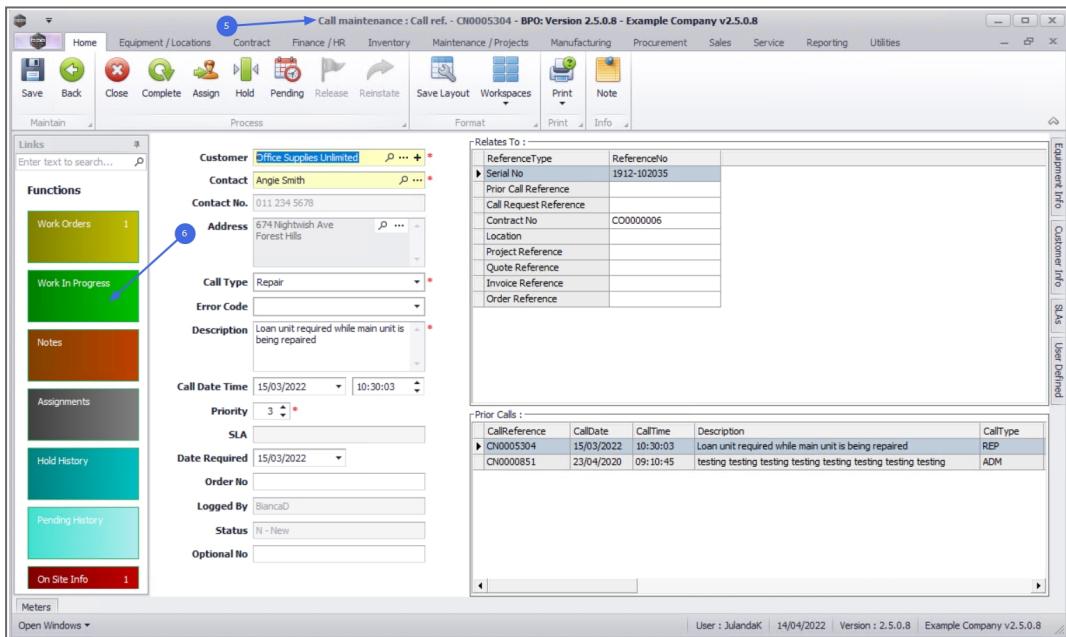 5
Call maintenance : Call ref. - CN0005304 - BPO: Version 2.5.0.8 - Example Company v2.5.0.8
Home Equipment / Locations Contract Finance / HR Inventory Maintenance / Projects Manufacturing Procurement Sales Service Reporting Utilities
Save Back Close Complete Assign Hold Pending Release Reinstate Save Layout Workspaces Print Note
Maintain Process Format Print Info
Links
Enter text to search...
Functions
Work Orders 1
6
Work In Progress
Notes
Assignments
Hold History
Pending History
On Site Info 1
Customer Office Supplies Unlimited *
Contact Angie Smith *
Contact No. 011 234 5678
Address 674 Nightwish Ave
Forest Hills
Call Type Repair *
Error Code
Description Loan unit required while main unit is *
being repaired
Call Date Time 15/03/2022 10:30:03
Priority 3 *
SLA
Date Required 15/03/2022
Order No
Logged By BiancaD
Status N - New
Optional No
Relates To :
ReferenceType ReferenceNo
Serial No 1912-102035
Prior Call Reference
Call Request Reference
Contract No CO0000006
Location
Project Reference
Quote Reference
Invoice Reference
Order Reference
Prior Calls :
CallReference CallDate CallTime Description CallType
CN0005304 15/03/2022 10:30:03 Loan unit required while main unit is being repaired REP
CN0000851 23/04/2020 09:10:45 testing testing testing testing testing testing testing testing ADM
Equipment Info
Customer Info
SLAs
User Defined
Meters
Open Windows User : JulandaK 14/04/2022 Version : 2.5.0.8 Example Company v2.5.0.8